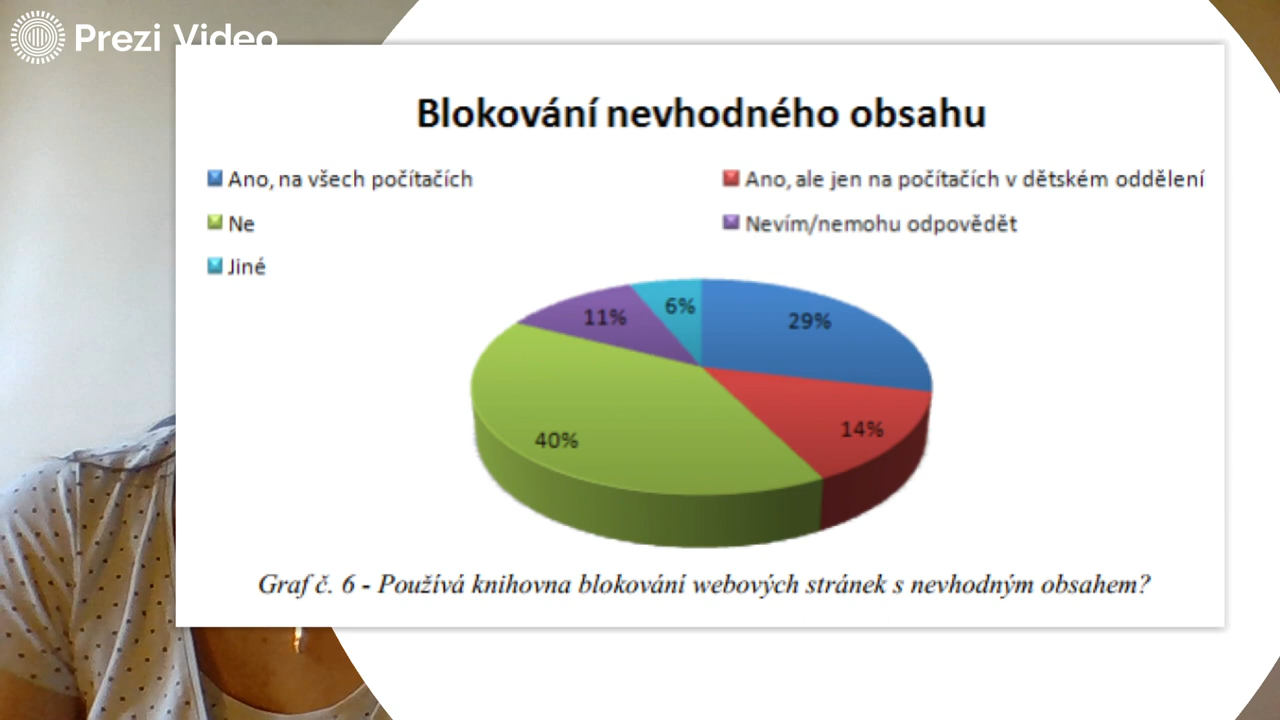 Prezi Video
Blokování nevhodného obsahu
Ano, na všech počítačích
Ano, ale jen na počítačích v dětském oddělení
Ne
Nevím/nemohu odpovědět
Jiné
6%
11%
29%
14%
40%
Graf č. 6 - Používá knihovna blokování webových stránek s nevhodným obsahem?